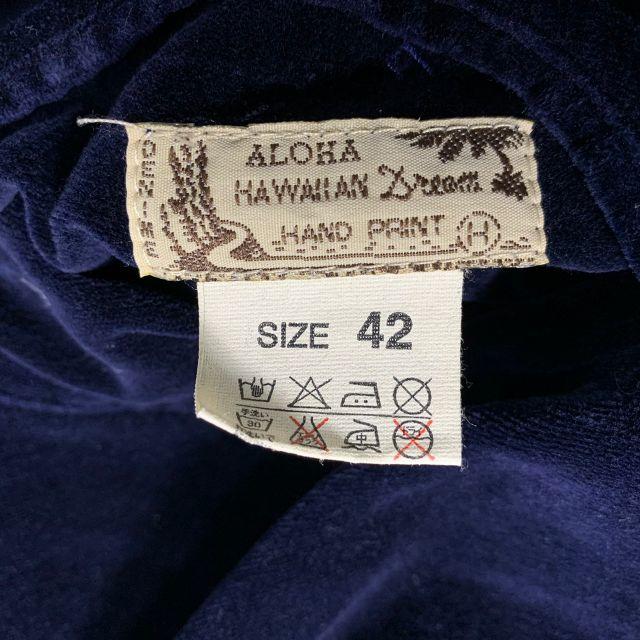 ALOHA
HAWAIIAN Dream
HAND PRINT H
SIZE 42
手洗い
30
中